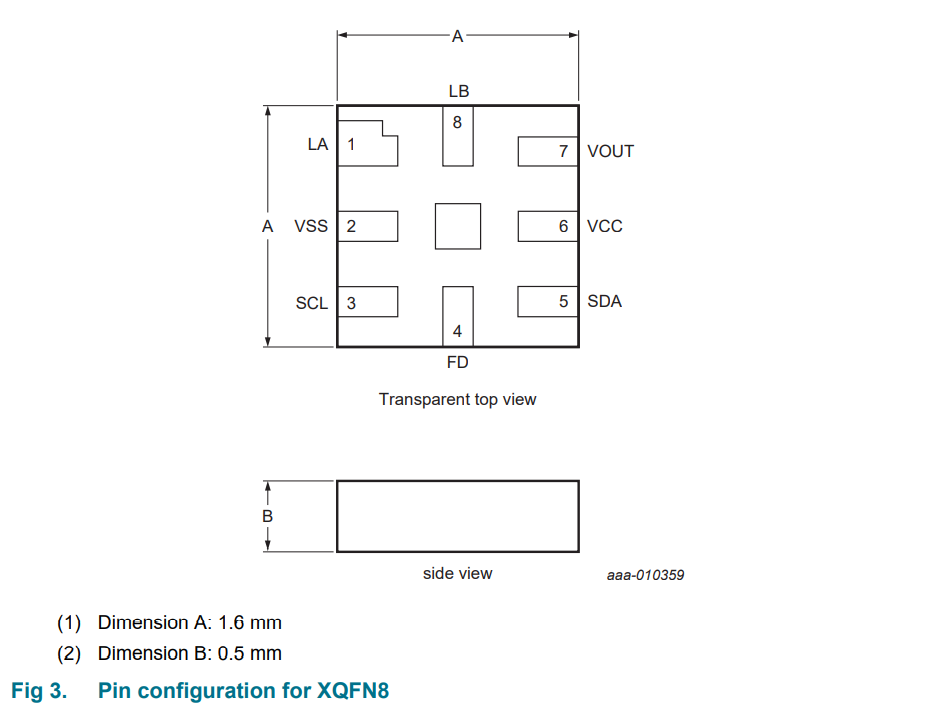 A
LB
8
LA 1
7 VOUT
A VSS 2
6 VCC
SCL 3
5 SDA
4
FD
Transparent top view
B
side view
aaa-010359
(1) Dimension A: 1.6 mm
(2) Dimension B: 0.5 mm
Fig 3. Pin configuration for XQFN8